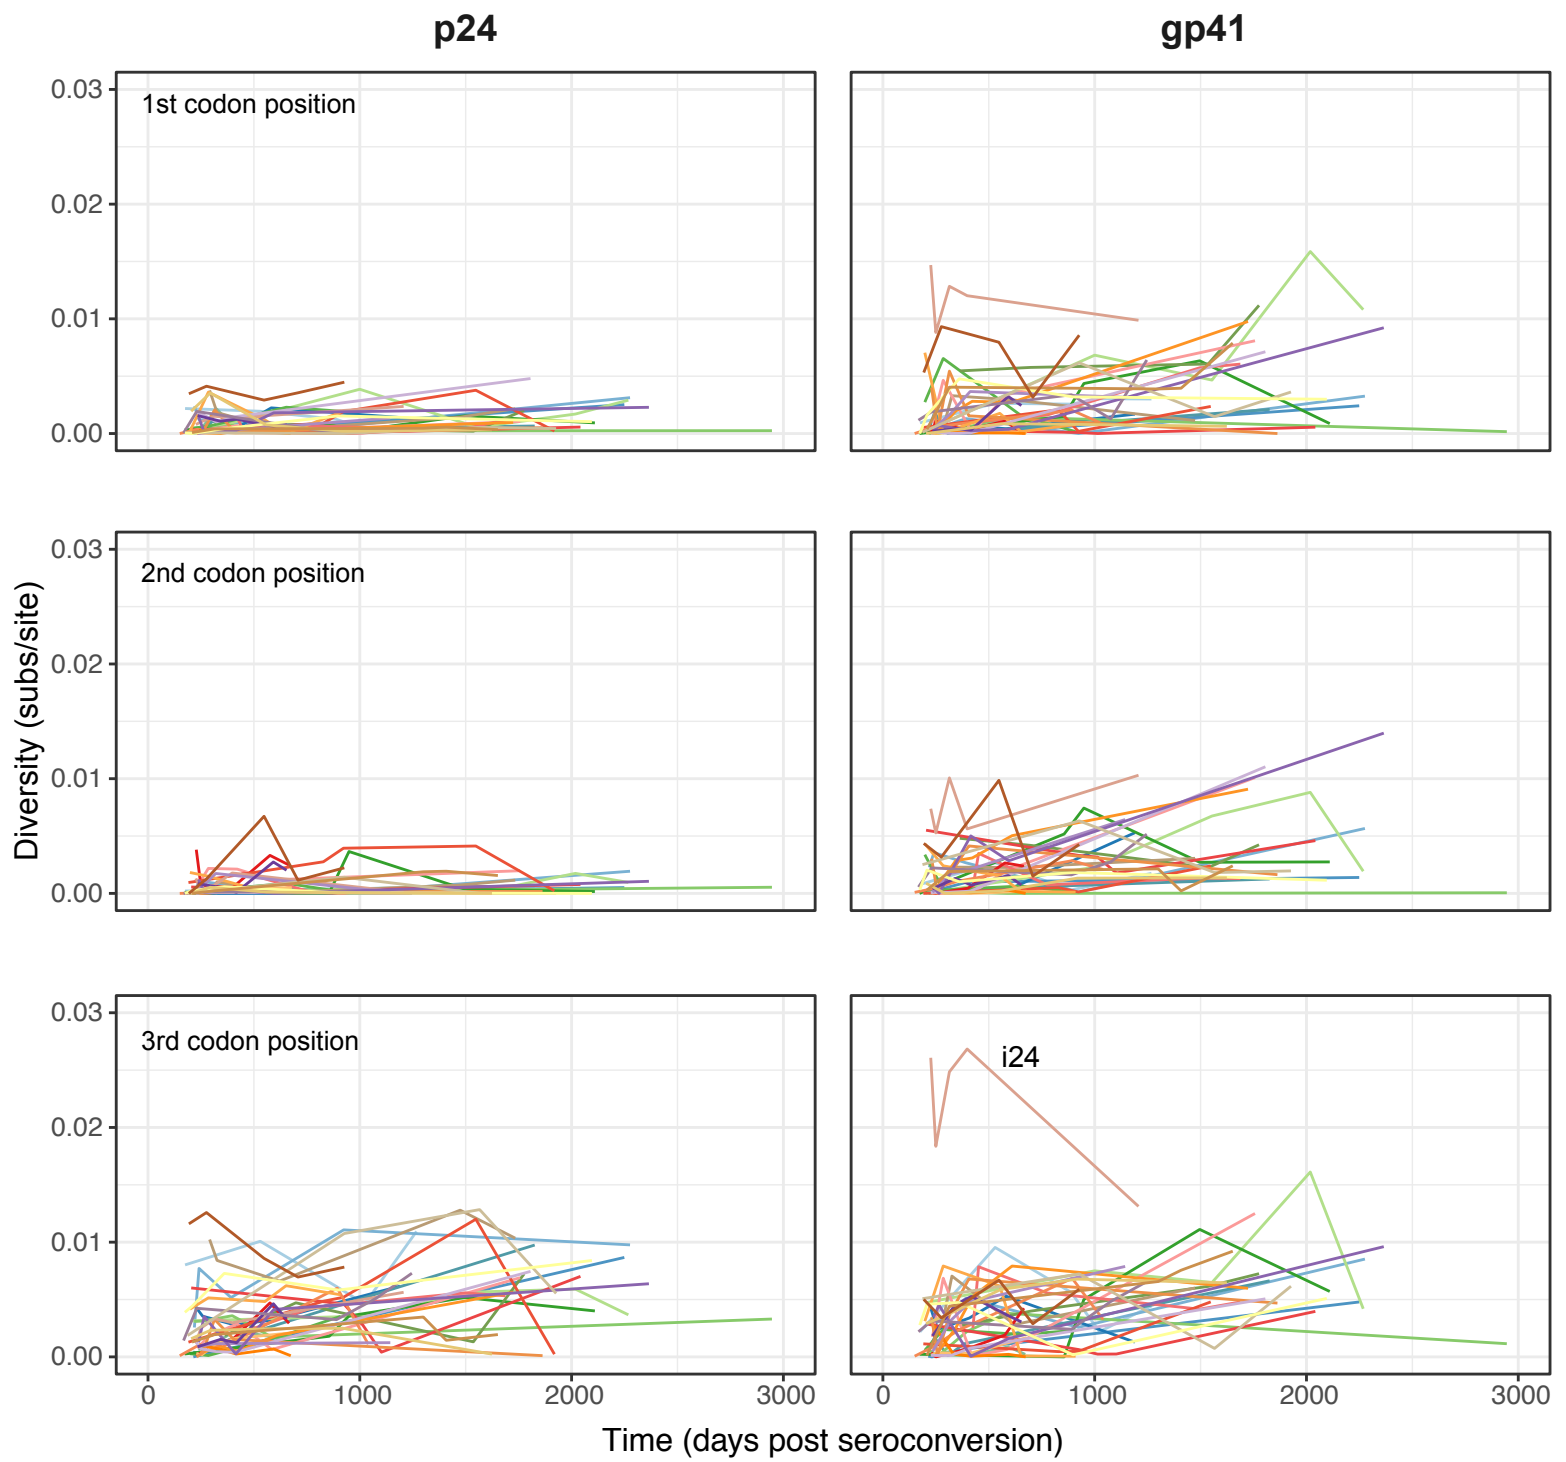 p24
gp41
0.03
0.02
0.01
0.00
1st codon position
0.03
0.02
0.01
0.00
2nd codon position
0.03
0.02
0.01
0.00
3rd codon position
i24
0
1000
2000
3000
0
1000
2000
3000
Diversity (subs/site)
Time (days post seroconversion)